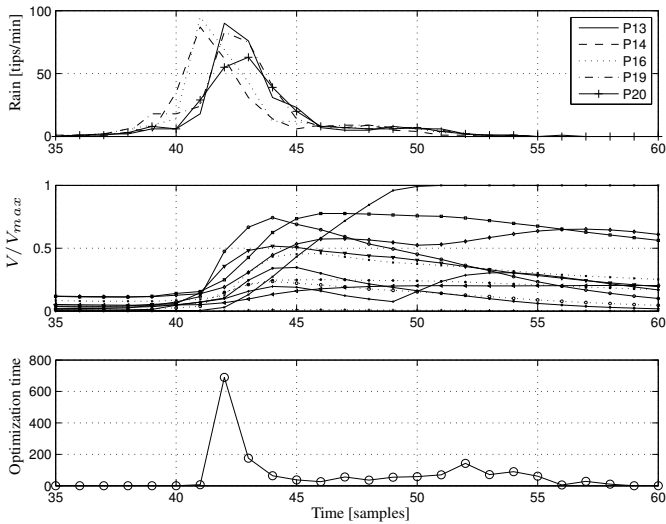 100
50
0
Rain [tips/min]
P13
P14
P16
P19
P20
35 40 45 50 55 60
1
0.5
0
V/Vmax
35 40 45 50 55 60
800
600
400
200
0
Optimization time
35 40 45 50 55 60
Time [samples]